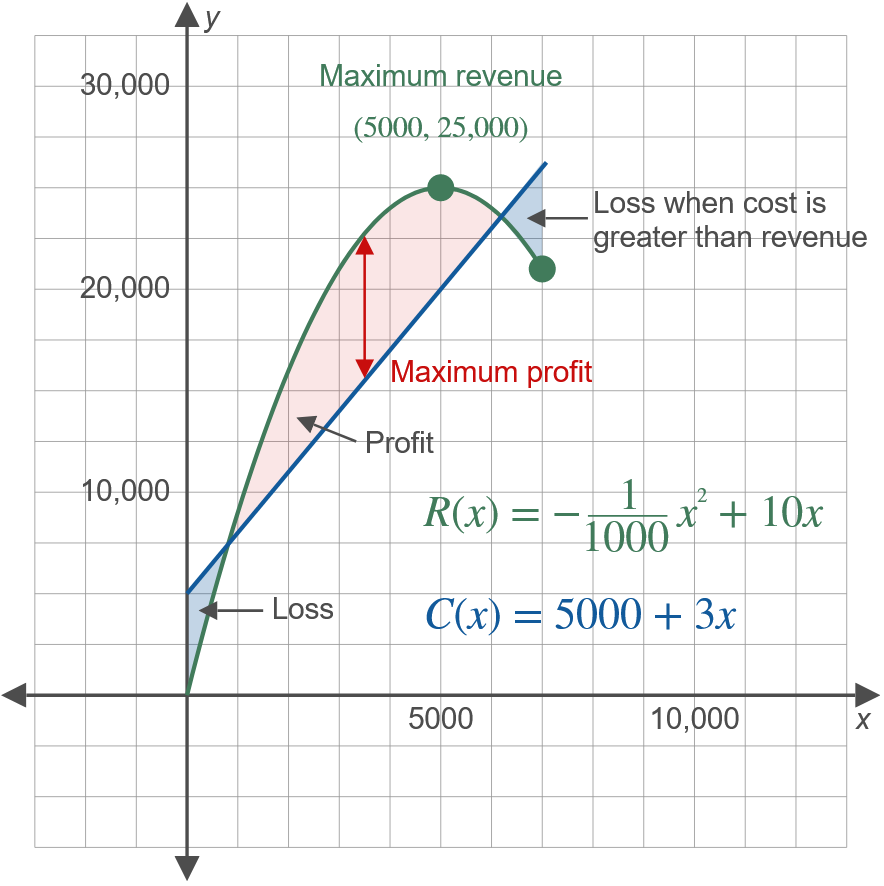 y
30,000
Maximum revenue
(5000, 25,000)
Loss when cost is
greater than revenue
20,000
Maximum profit
Profit
10,000
R(x) = −\frac{1}{1000}x² + 10x
Loss
C(x) = 5000 + 3x
5000
10,000
x